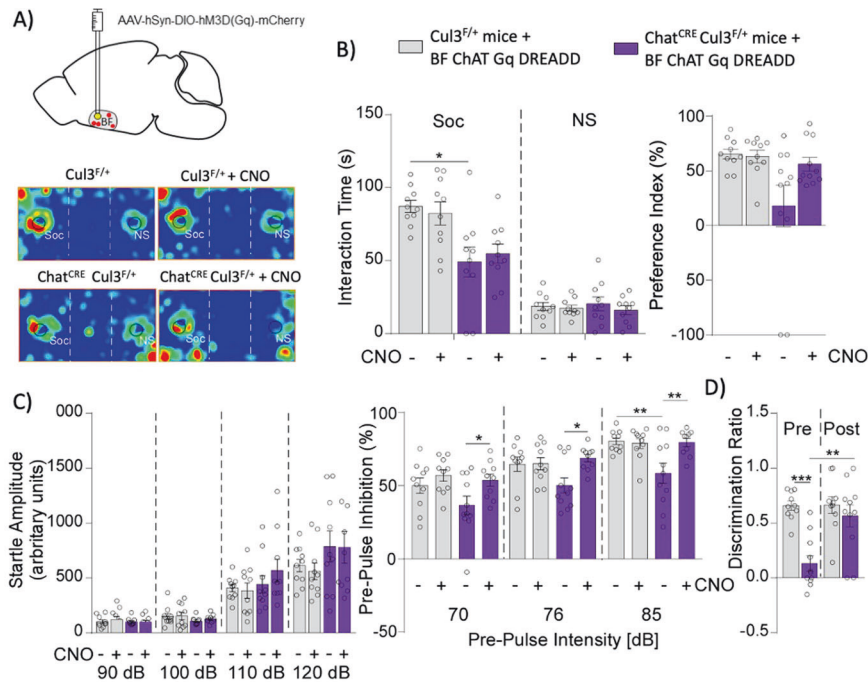 A)
AAV-hSyn-DIO-hM3D(Gq)-mCherry
BF
Cul3F/+
Cul3F/+ + CNO
Soc
NS
Soc
NS
ChatCRE Cul3F/+
ChatCRE Cul3F/+ + CNO
Soc
NS
Soc
NS
B)
Cul3F/+ mice +
BF ChAT Gq DREADD
ChatCRE Cul3F/+ mice +
BF ChAT Gq DREADD
Soc
NS
Interaction Time (s)
150
100
50
0
*
CNO - + - + - + - +
Preference Index (%)
100
50
0
-50
-100
- + - + CNO
C)
Startle Amplitude
(arbritary units)
000
1500
1000
500
0
CNO - + - + - + - + - + - + - + - +
90 dB 100 dB 110 dB 120 dB
Pre-Pulse Inhibition (%)
100
50
0
-50
* * ** **
- + - + - + - + - + - + CNO
70 76 85
Pre-Pulse Intensity [dB]
D)
Discrimination Ratio
1.5
1.0
0.5
0.0
-0.5
Pre Post
**
***